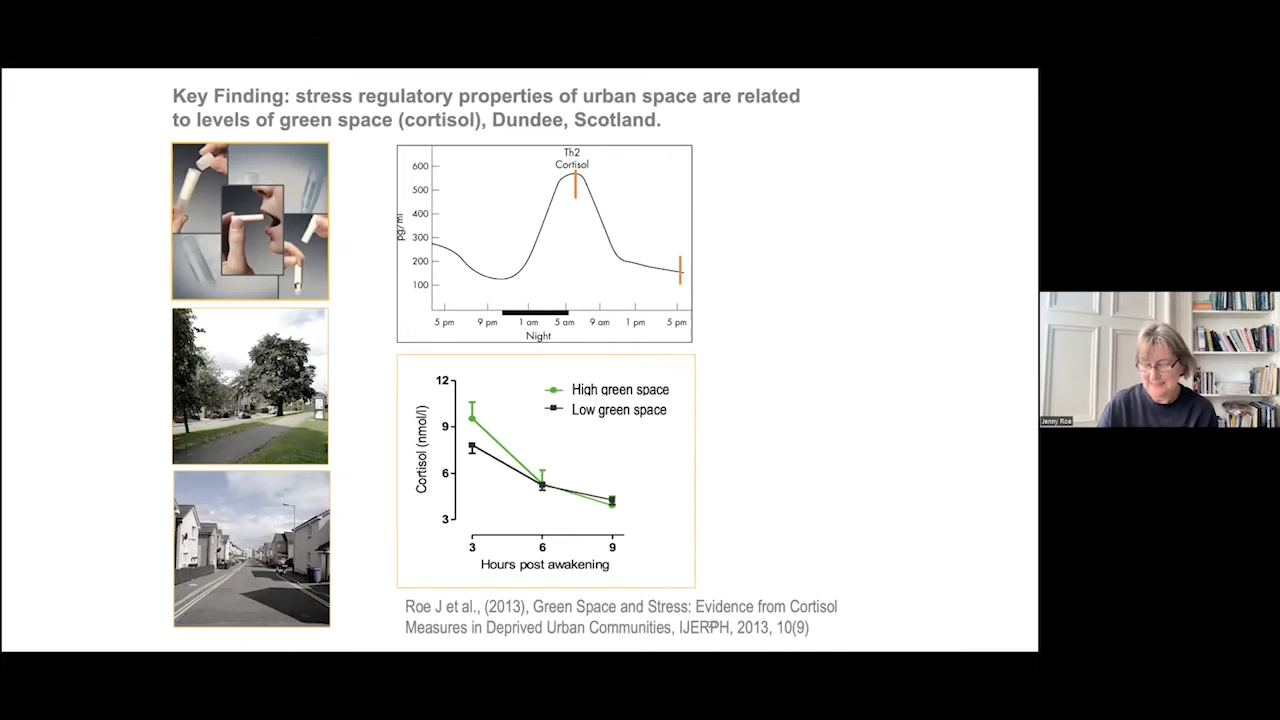 Key Finding: stress regulatory properties of urban space are related
to levels of green space (cortisol), Dundee, Scotland.
Th2
Cortisol
600
500
400
300
200
100
pg/ml
5 pm
9 pm
1 am
5 am
9 am
1 pm
5 pm
Night
12
9
6
3
Cortisol (nmol/l)
High green space
Low green space
3
6
9
Hours post awakening
Roe J et al., (2013), Green Space and Stress: Evidence from Cortisol
Measures in Deprived Urban Communities, IJERPH, 2013, 10(9)
Jenny Roe